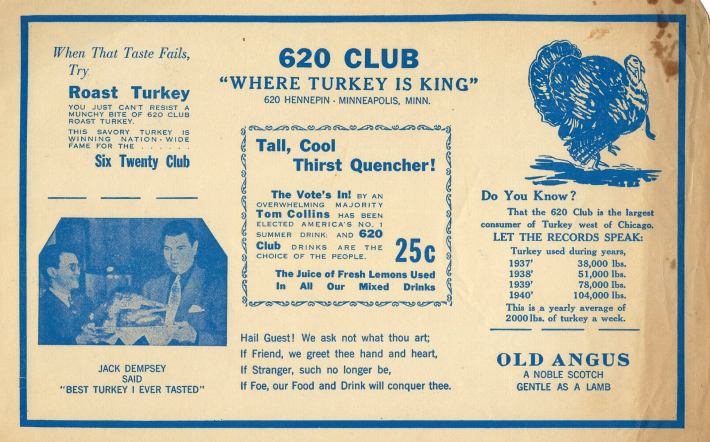 When That Taste Fails,
Try
Roast Turkey
YOU JUST CAN'T RESIST A
MUNCHY BITE OF 620 CLUB
ROAST TURKEY.
THIS SAVORY TURKEY IS
WINNING NATION - WIDE
FAME FOR THE . . . . . .
Six Twenty Club
JACK DEMPSEY
SAID
"BEST TURKEY I EVER TASTED"
620 CLUB
"WHERE TURKEY IS KING"
620 HENNEPIN - MINNEAPOLIS, MINN.
Tall, Cool
Thirst Quencher!
The Vote's In! BY AN
OVERWHELMING MAJORITY
Tom Collins HAS BEEN
ELECTED AMERICA'S NO. 1
SUMMER DRINK AND 620
Club DRINKS ARE THE
CHOICE OF THE PEOPLE.
25c
The Juice of Fresh Lemons Used
In All Our Mixed Drinks
Hail Guest! We ask not what thou art;
If Friend, we greet thee hand and heart,
If Stranger, such no longer be,
If Foe, our Food and Drink will conquer thee.
Do You Know?
That the 620 Club is the largest
consumer of Turkey west of Chicago.
LET THE RECORDS SPEAK:
Turkey used during years,
1937' 38,000 lbs.
1938' 51,000 lbs.
1939' 78,000 lbs.
1940' 104,000 lbs.
This is a yearly average of
2000 lbs. of turkey a week.
OLD ANGUS
A NOBLE SCOTCH
GENTLE AS A LAMB